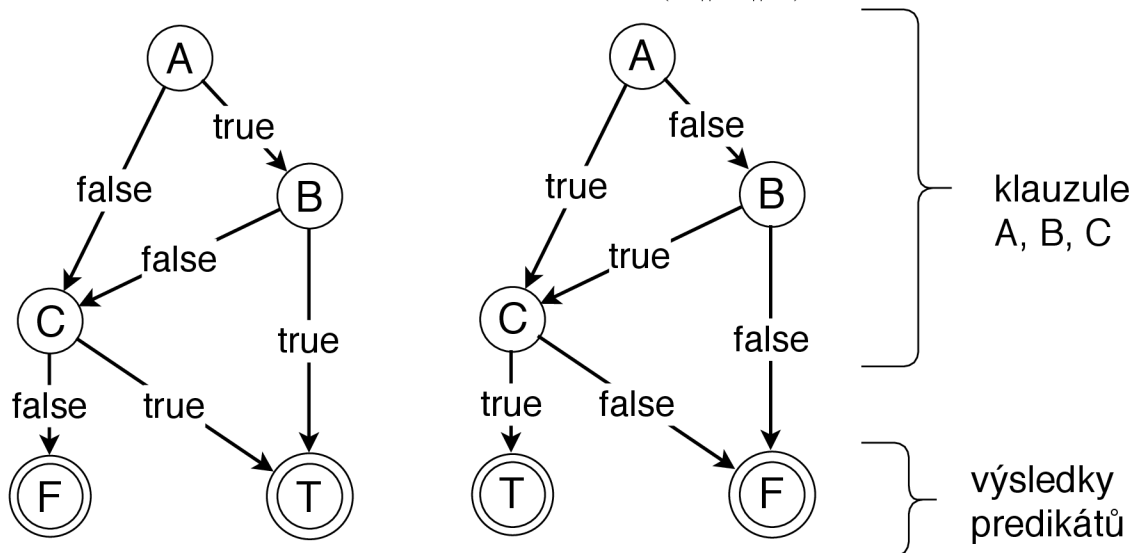 A
A
true
false
false
true
B
B
klauzule
A, B, C
false
true
C
C
true
false
false
true
true
false
F
T
T
F
výsledky
predikátů